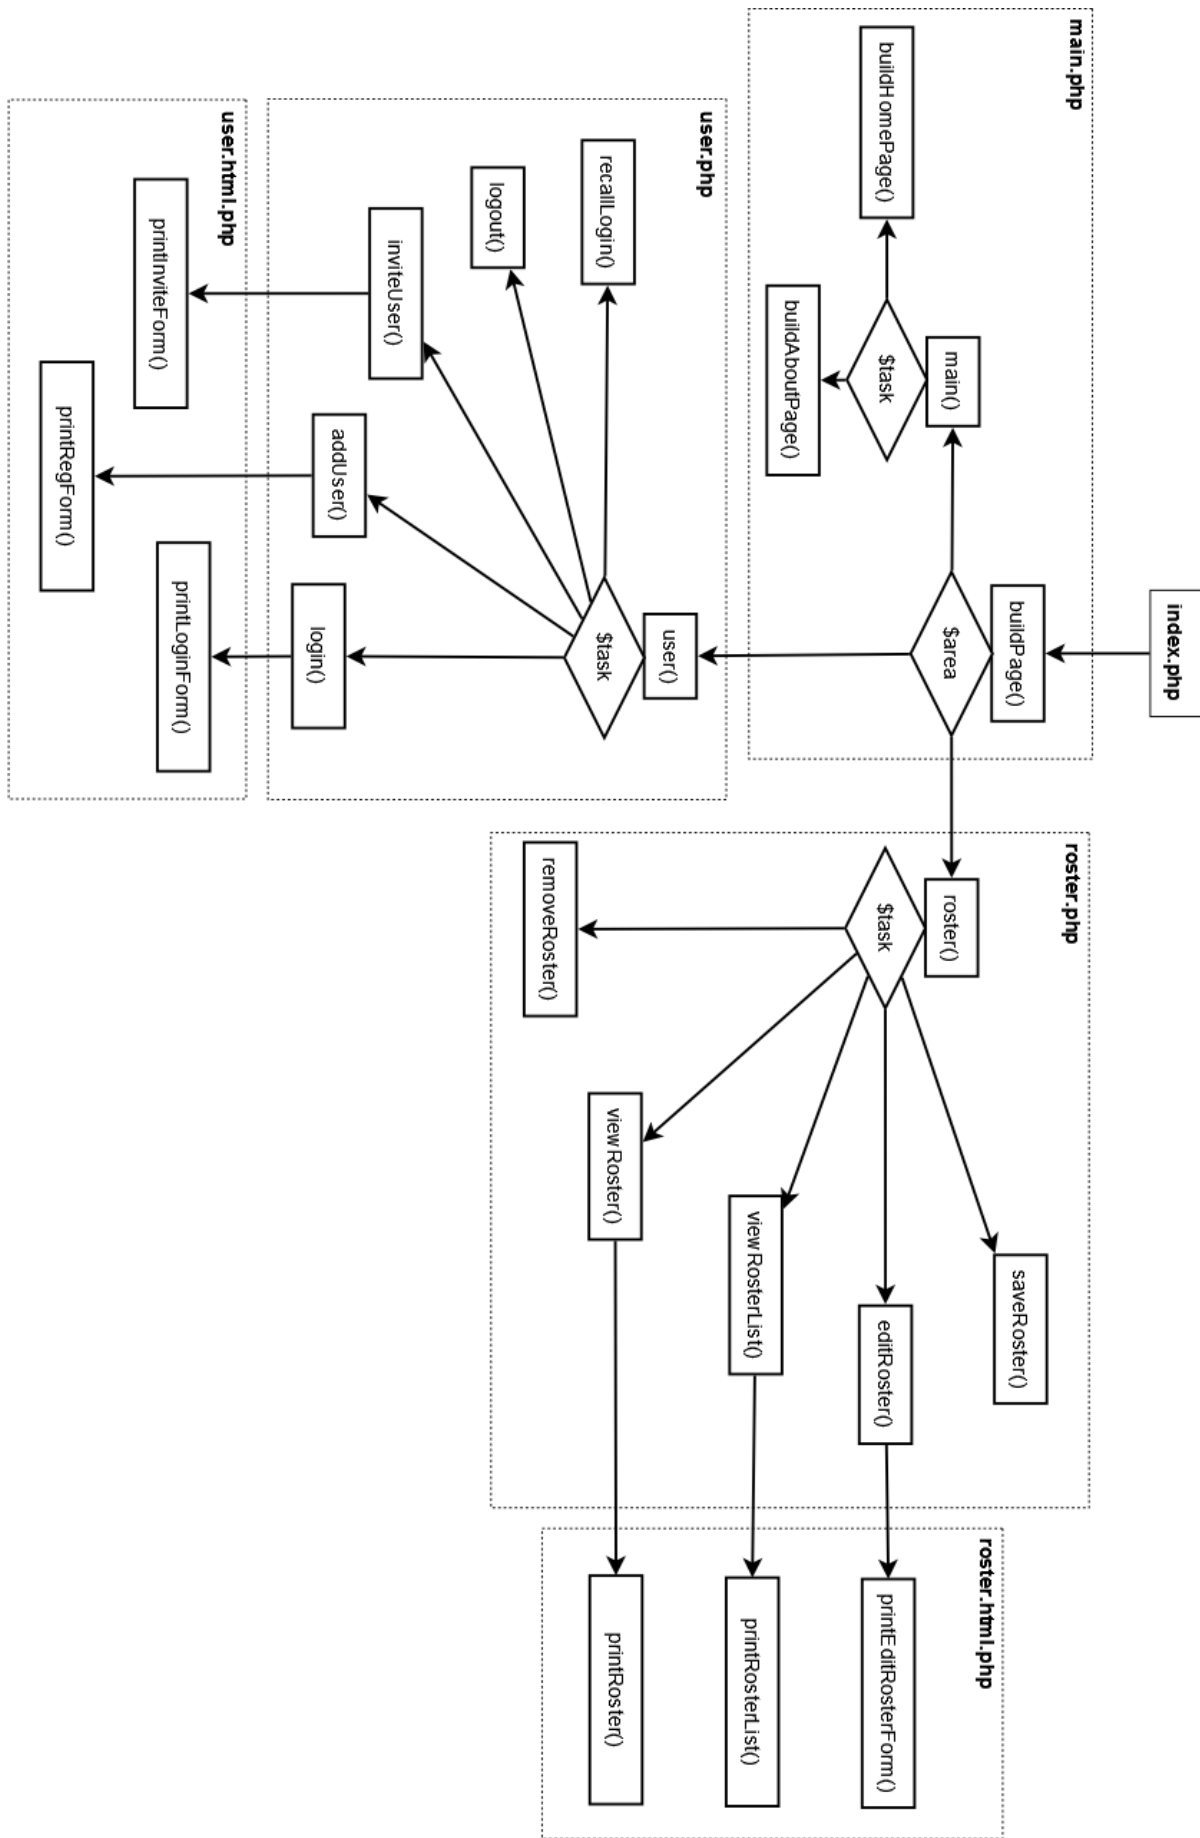 index.php
main.php
buildPage()
$area
main()
$task
buildHomePage()
buildAboutPage()
user.php
user()
$task
recallLogin()
logout()
inviteUser()
addUser()
login()
user.html.php
printInviteForm()
printRegForm()
printLoginForm()
roster.php
roster()
$task
saveRoster()
editRoster()
viewRosterList()
viewRoster()
removeRoster()
roster.html.php
printEditRosterForm()
printRosterList()
printRoster()